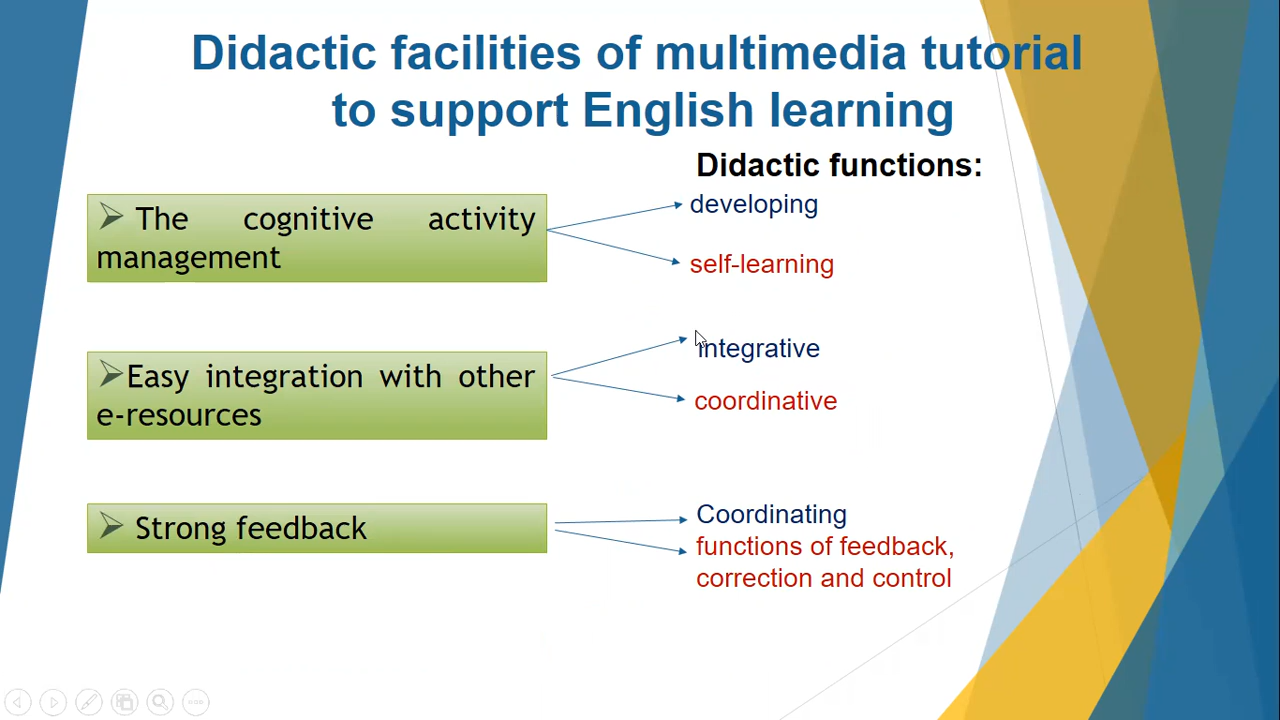 Didactic facilities of multimedia tutorial
to support English learning
Didactic functions:
The cognitive activity
management
developing
self-learning
Easy integration with other
e-resources
integrative
coordinative
Strong feedback
Coordinating
functions of feedback,
correction and control